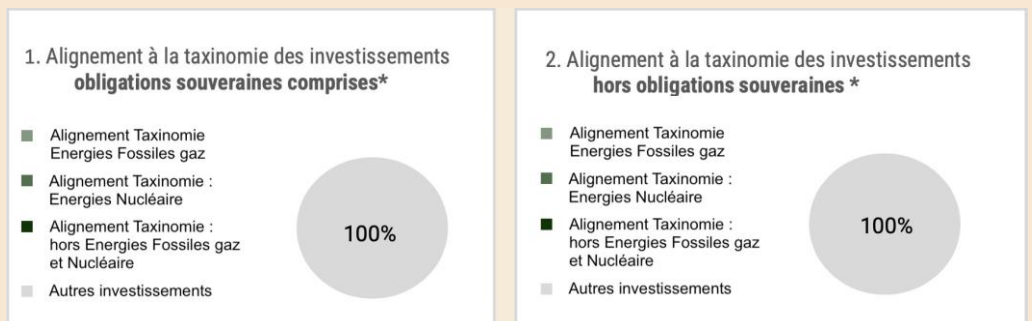 1. Alignement à la taxinomie des investissements
obligations souveraines comprises*
Alignement Taxinomie
Energies Fossiles gaz
Alignement Taxinomie :
Energies Nucléaire
Alignement Taxinomie :
hors Energies Fossiles gaz
et Nucléaire
Autres investissements
100%
2. Alignement à la taxinomie des investissements
hors obligations souveraines *
Alignement Taxinomie
Energies Fossiles gaz
Alignement Taxinomie :
Energies Nucléaire
Alignement Taxinomie :
hors Energies Fossiles gaz
et Nucléaire
Autres investissements
100%